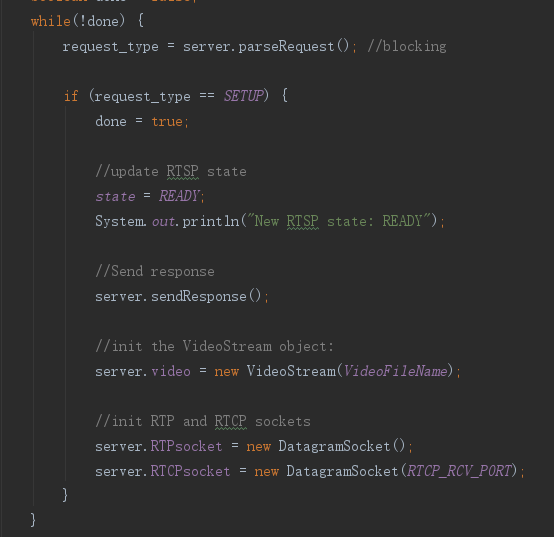 while(!done) {
request_type = server.parseRequest(); //blocking
if (request_type == SETUP) {
done = true;
//update RTSP state
state = READY;
System.out.println("New RTSP state: READY");
//Send response
server.sendResponse();
//init the VideoStream object:
server.video = new VideoStream(VideoFileName);
//init RTP and RTCP sockets
server.RTPsocket = new DatagramSocket();
server.RTCPsocket = new DatagramSocket(RTCP_RCV_PORT);
}
}